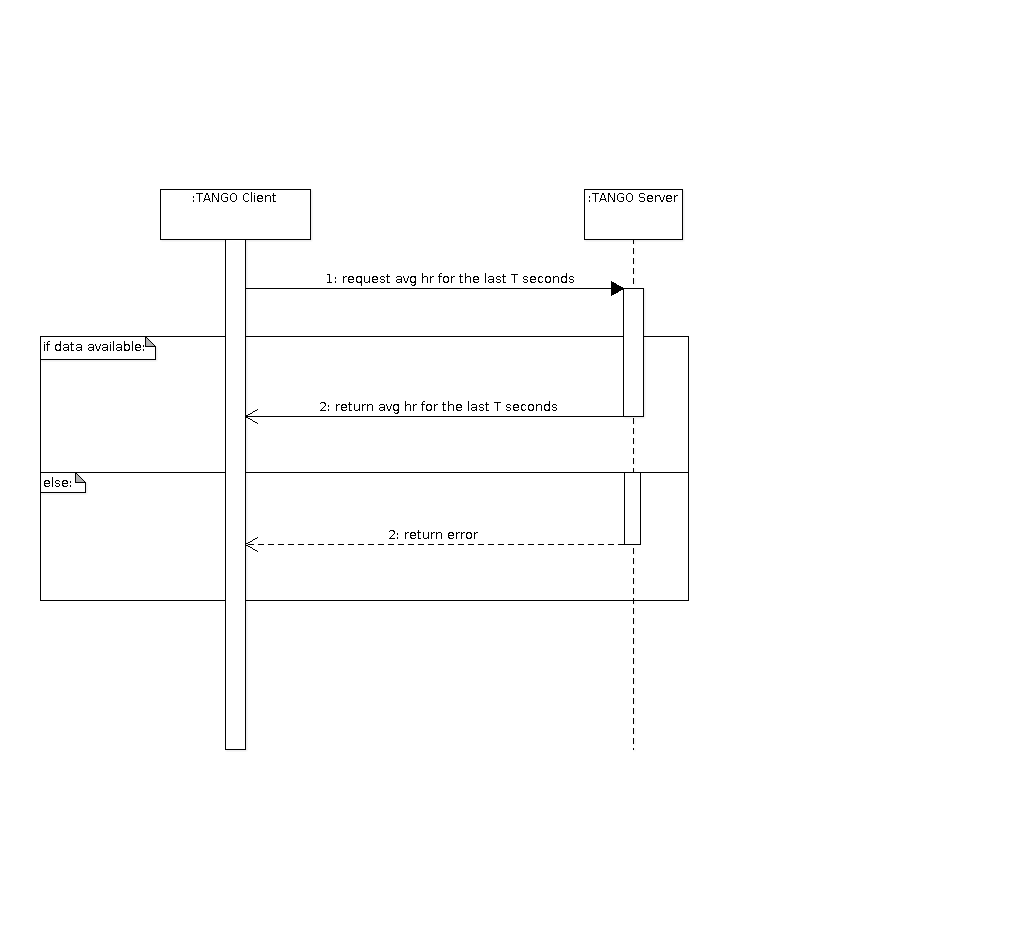 :TANGO Client
:TANGO Server
1: request avg hr for the last T seconds
if data available:
2: return avg hr for the last T seconds
else:
2: return error